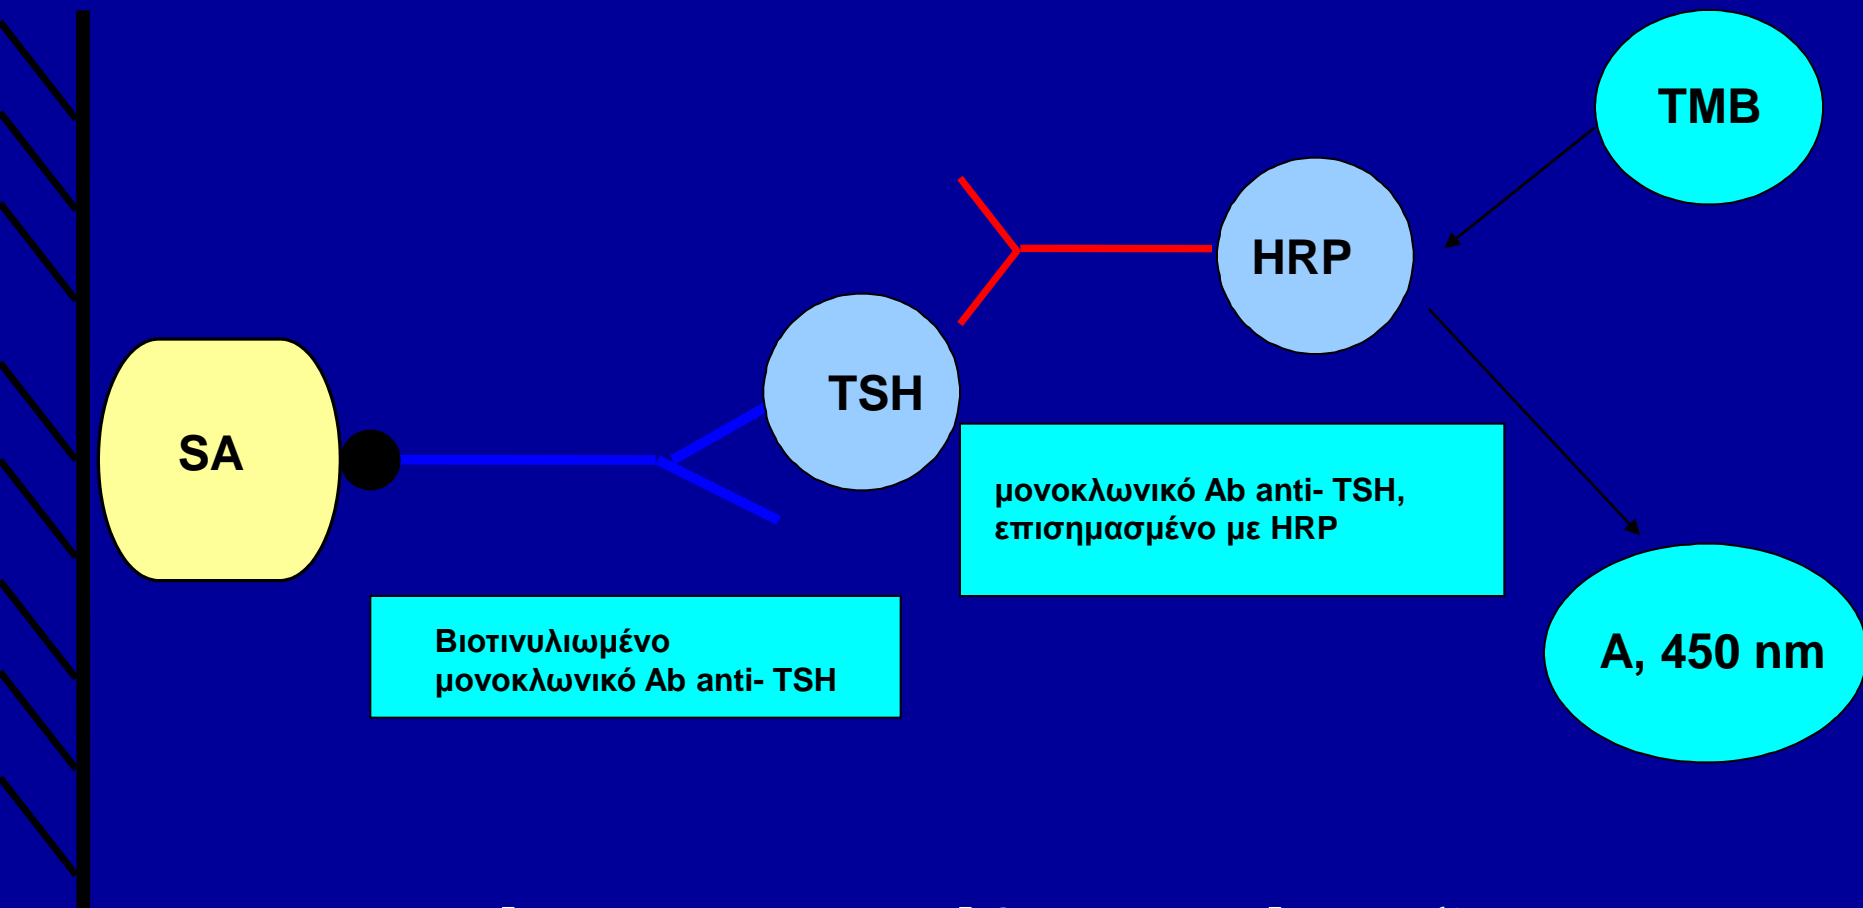 TMB
HRP
TSH
SA
μονοκλωνικό Ab anti- TSH,
επισημασμένο με HRP
Βιοτινυλιωμένο
μονοκλωνικό Ab anti- TSH
A, 450 nm